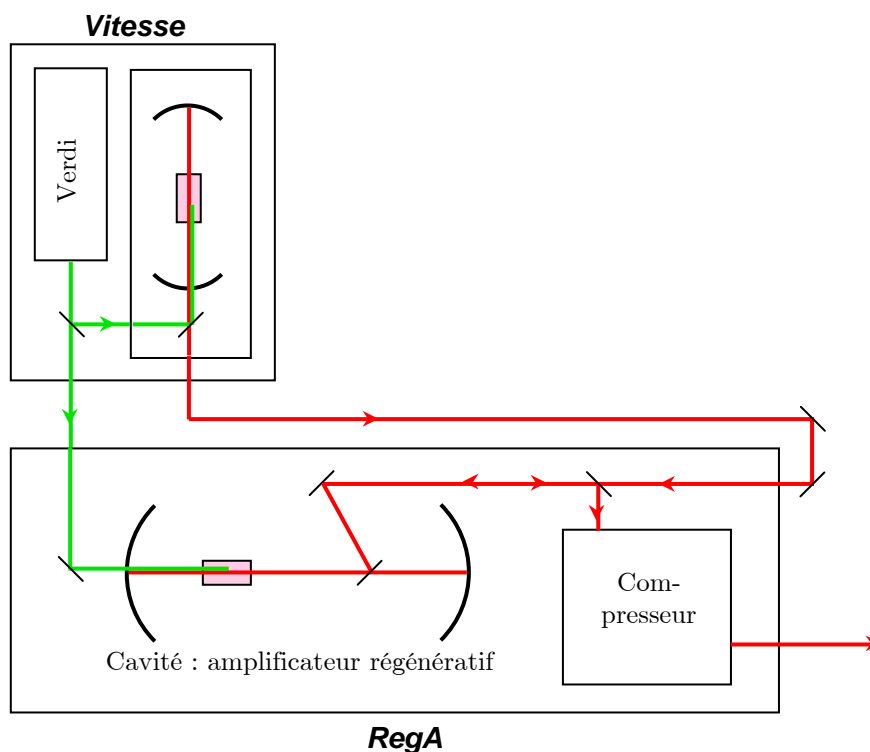 Vitesse
Verdi
Com-
presseur
Cavité : amplificateur régénératif
RegA